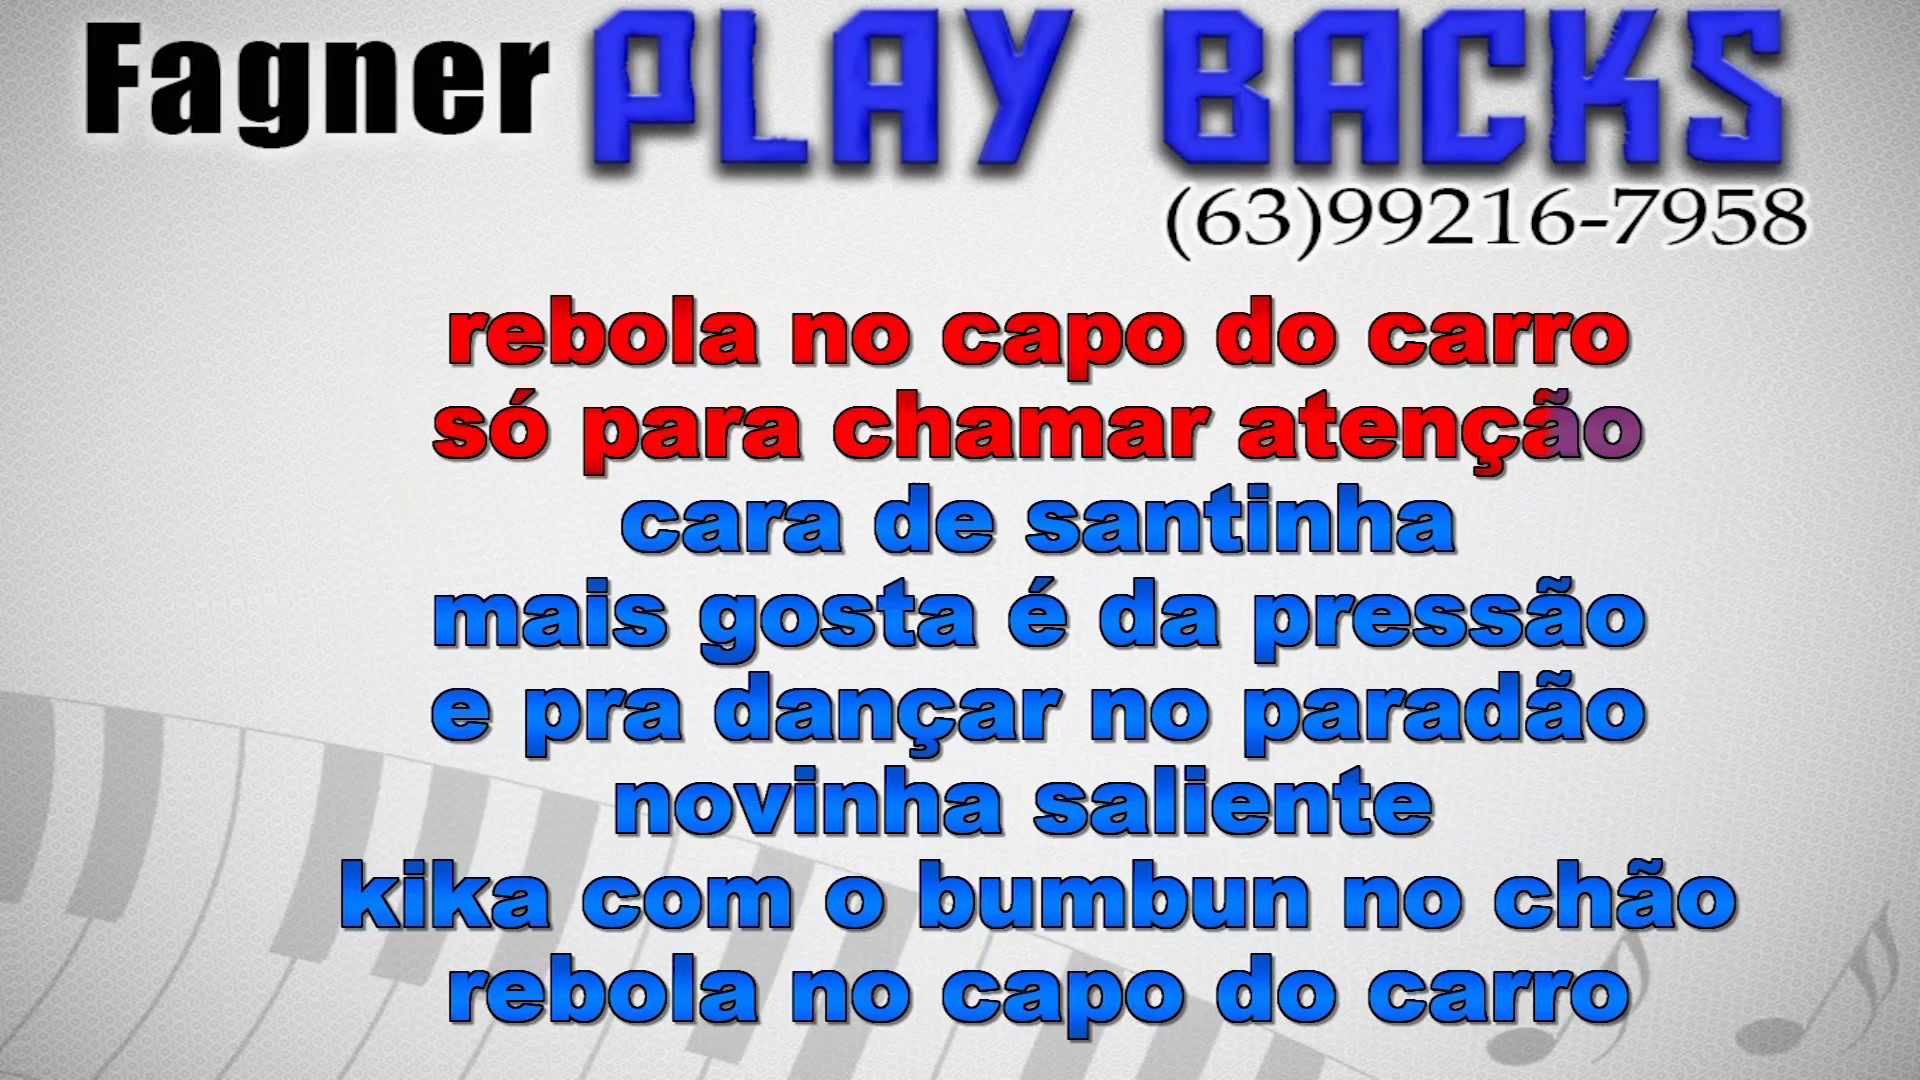 Fagner PLAY BACKS
(63)99216-7958
rebola no capo do carro
só para chamar atenção
cara de santinha
mais gosta é da pressão
e pra dançar no paradão
novinha saliente
kika com o bumbun no chão
rebola no capo do carro